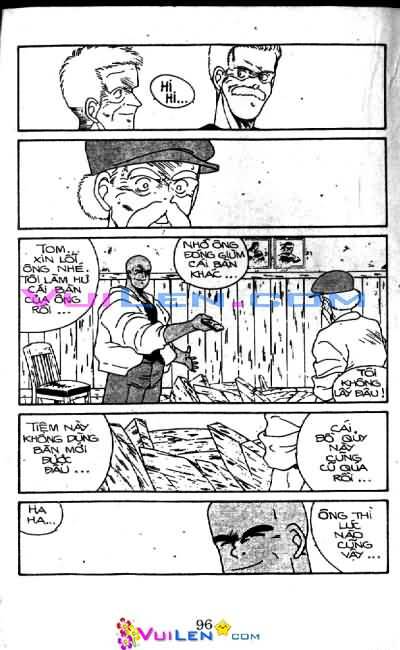 HI
HI...
TOM...
XIN LỖI
ÔNG NHÉ.
TÔI LÀM HƯ
CÁI BÀN
CỦA ÔNG
RỒI ...
NHỜ ÔNG
ĐÓNG GIÙM
CÁI BÀN
KHÁC.
VUILEN.COM
TÔI
KHÔNG
LẤY ĐÂU!
TIỆM NÀY
KHÔNG DÙNG
BÀN MỚI
ĐƯỢC
ĐÂU ...
CÁI
ĐỒ QUỶ
NÀY
CŨNG
CŨ QUÁ
RỒI ...
HA
HA...
ÔNG THÌ
LÚC
NÀO
CŨNG
VẬY ...
96
VUILEN.COM